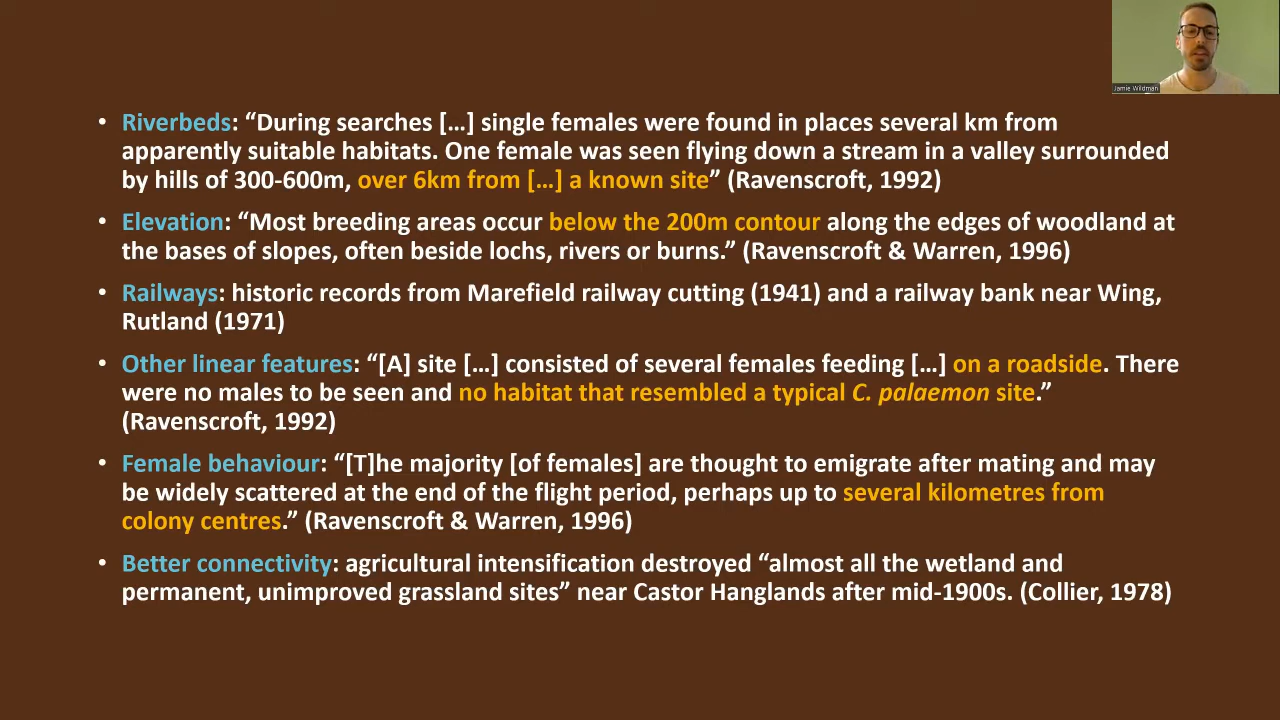 Jamie Wildman
• Riverbeds: “During searches […] single females were found in places several km from
apparently suitable habitats. One female was seen flying down a stream in a valley surrounded
by hills of 300-600m, over 6km from […] a known site” (Ravenscroft, 1992)
• Elevation: “Most breeding areas occur below the 200m contour along the edges of woodland at
the bases of slopes, often beside lochs, rivers or burns.” (Ravenscroft & Warren, 1996)
• Railways: historic records from Marefield railway cutting (1941) and a railway bank near Wing,
Rutland (1971)
• Other linear features: “[A] site […] consisted of several females feeding […] on a roadside. There
were no males to be seen and no habitat that resembled a typical C. palaemon site.”
(Ravenscroft, 1992)
• Female behaviour: “[T]he majority [of females] are thought to emigrate after mating and may
be widely scattered at the end of the flight period, perhaps up to several kilometres from
colony centres.” (Ravenscroft & Warren, 1996)
• Better connectivity: agricultural intensification destroyed “almost all the wetland and
permanent, unimproved grassland sites” near Castor Hanglands after mid-1900s. (Collier, 1978)